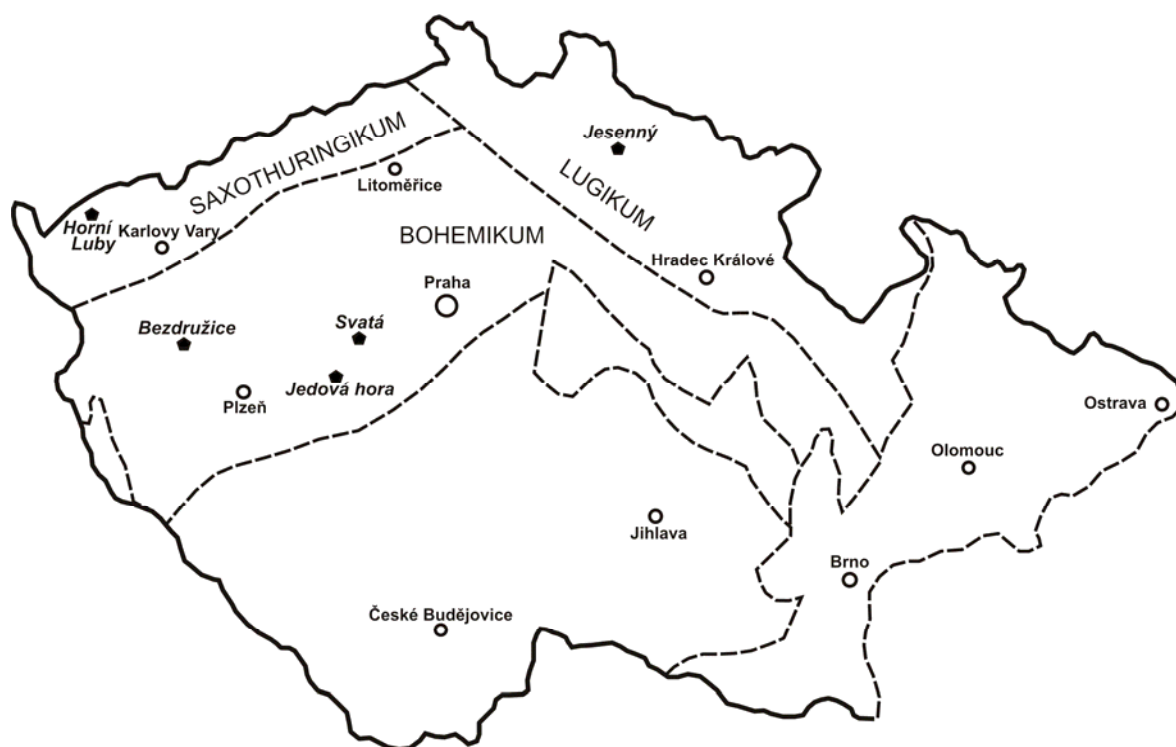 Jesenný
SAXOTHURINGIKUM
Litoměřice
LUGIKUM
Horní
Luby
Karlovy Vary
BOHEMIKUM
Hradec Králové
Praha
Bezdružice
Svatá
Jedová hora
Plzeň
Ostrava
Olomouc
Jihlava
Brno
České Budějovice